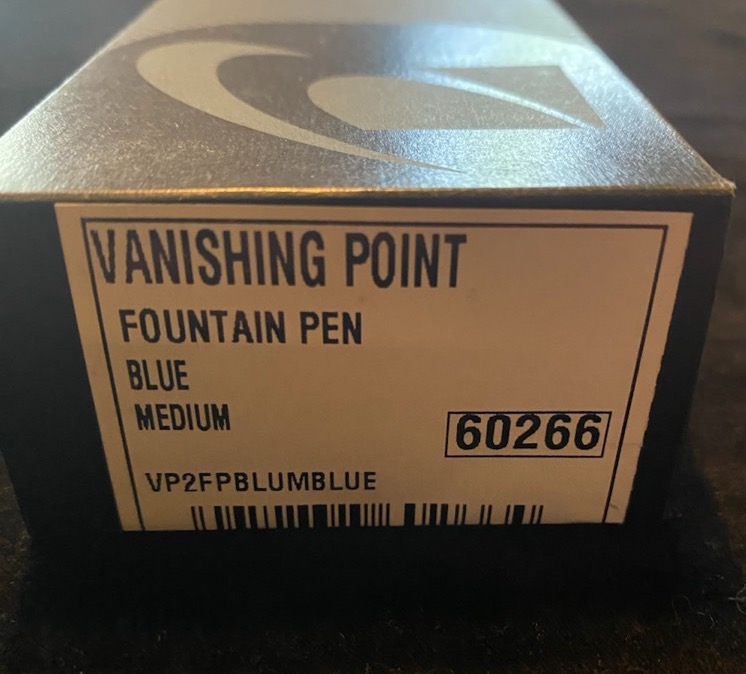 VANISHING POINT
FOUNTAIN PEN
BLUE
MEDIUM
60266
VP2FPBLUMBLUE